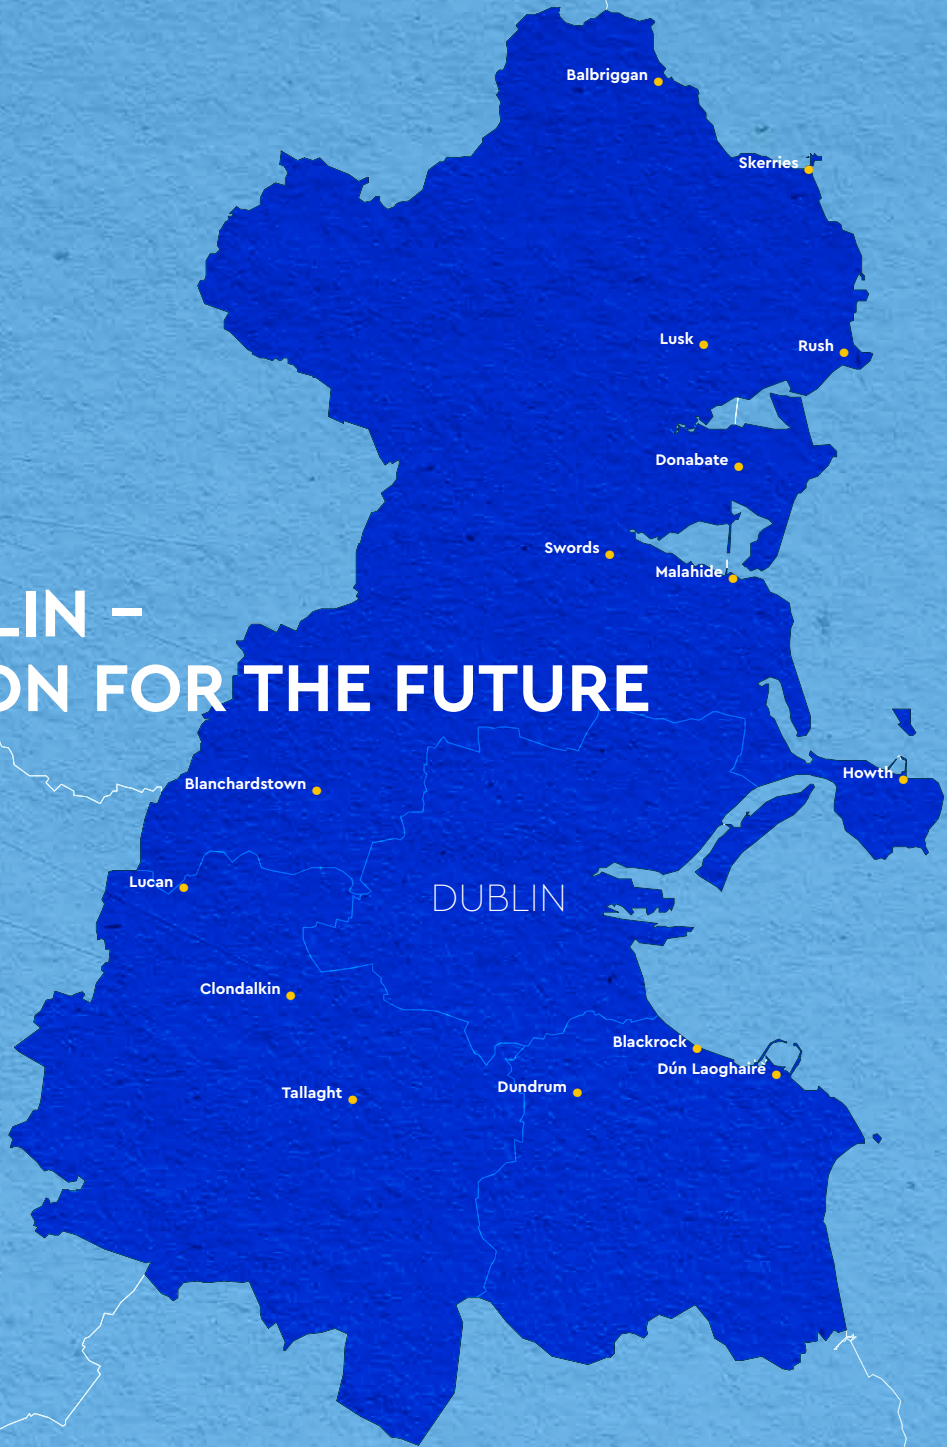 Balbriggan
Skerries
Lusk
Rush
Donabate
Swords
Malahide
LIN –
ON FOR THE FUTURE
Howth
Blanchardstown
Lucan
DUBLIN
Clondalkin
Blackrock
Dún Laoghaire
Dundrum
Tallaght